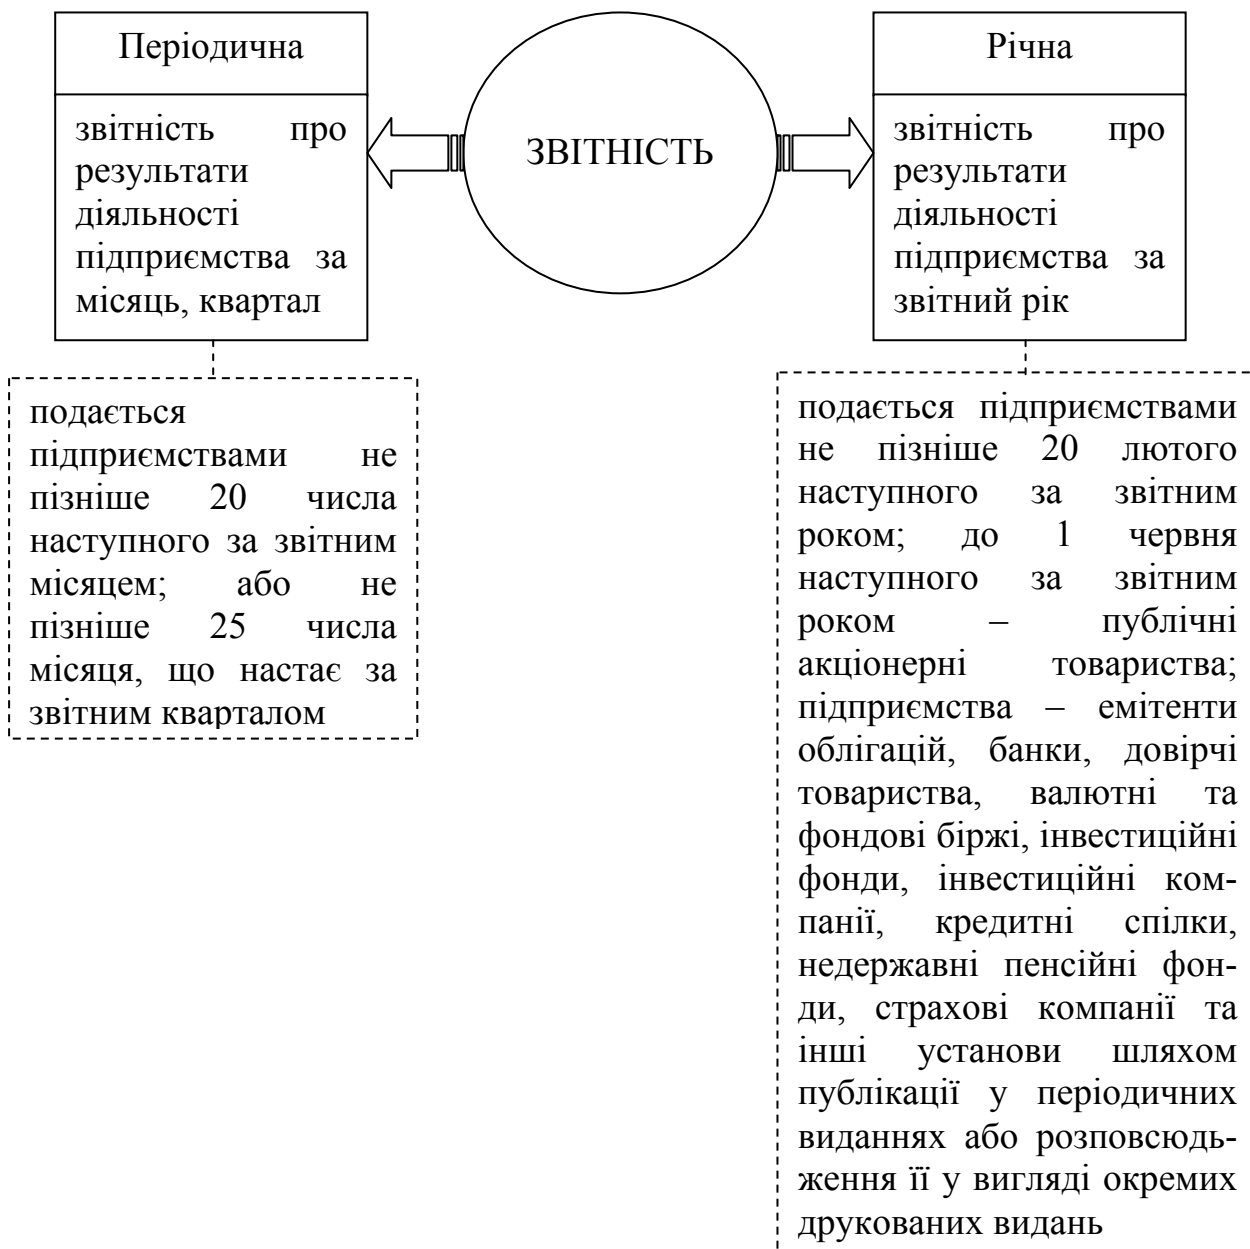 Періодична
звітність про
результати
діяльності
підприємства за
місяць, квартал
подається
підприємствами не
пізніше 20 числа
наступного за звітним
місяцем; або не
пізніше 25 числа
місяця, що настає за
звітним кварталом
ЗВІТНІСТЬ
Річна
звітність про
результати
діяльності
підприємства за
звітний рік
подається підприємствами
не пізніше 20 лютого
наступного за звітним
роком; до 1 червня
наступного за звітним
роком – публічні
акціонерні товариства;
підприємства – емітенти
облігацій, банки, довірчі
товариства, валютні та
фондові біржі, інвестиційні
фонди, інвестиційні ком-
панії, кредитні спілки,
недержавні пенсійні фон-
ди, страхові компанії та
інші установи шляхом
публікації у періодичних
виданнях або розповсюдь-
ження її у вигляді окремих
друкованих видань